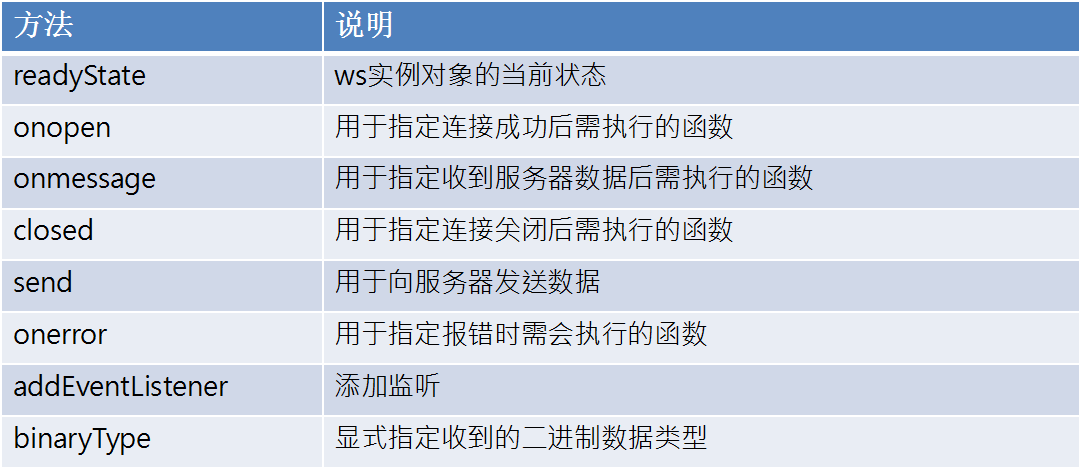 方法 说明
readyState ws实例对象的当前状态
onopen 用于指定连接成功后需执行的函数
onmessage 用于指定收到服务器数据后需执行的函数
closed 用于指定连接关闭后需执行的函数
send 用于向服务器发送数据
onerror 用于指定报错时需会执行的函数
addEventListener 添加监听
binaryType 显式指定收到的二进制数据类型